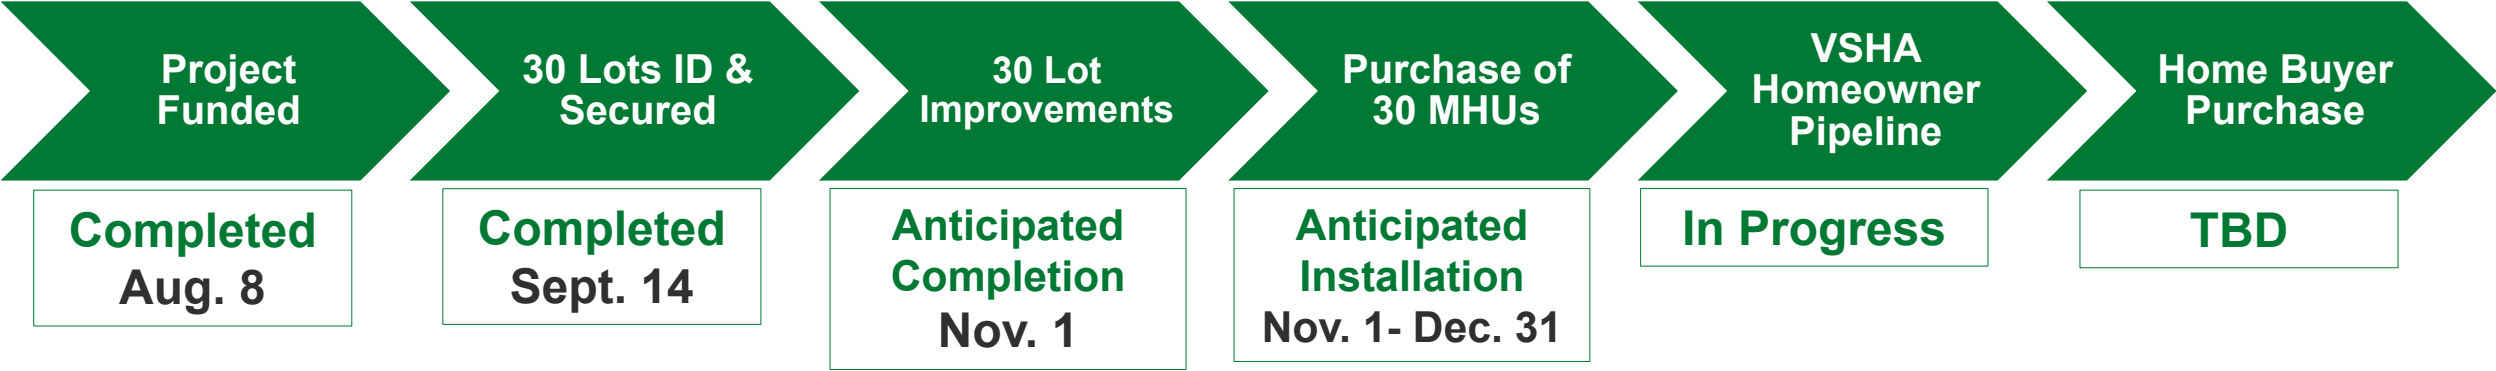 Project
Funded
30 Lots ID &
Secured
30 Lot
Improvements
Purchase of
30 MHUs
VSHA
Homeowner
Pipeline
Home Buyer
Purchase
Completed
Aug. 8
Completed
Sept. 14
Anticipated
Completion
Nov. 1
Anticipated
Installation
Nov. 1- Dec. 31
In Progress
TBD